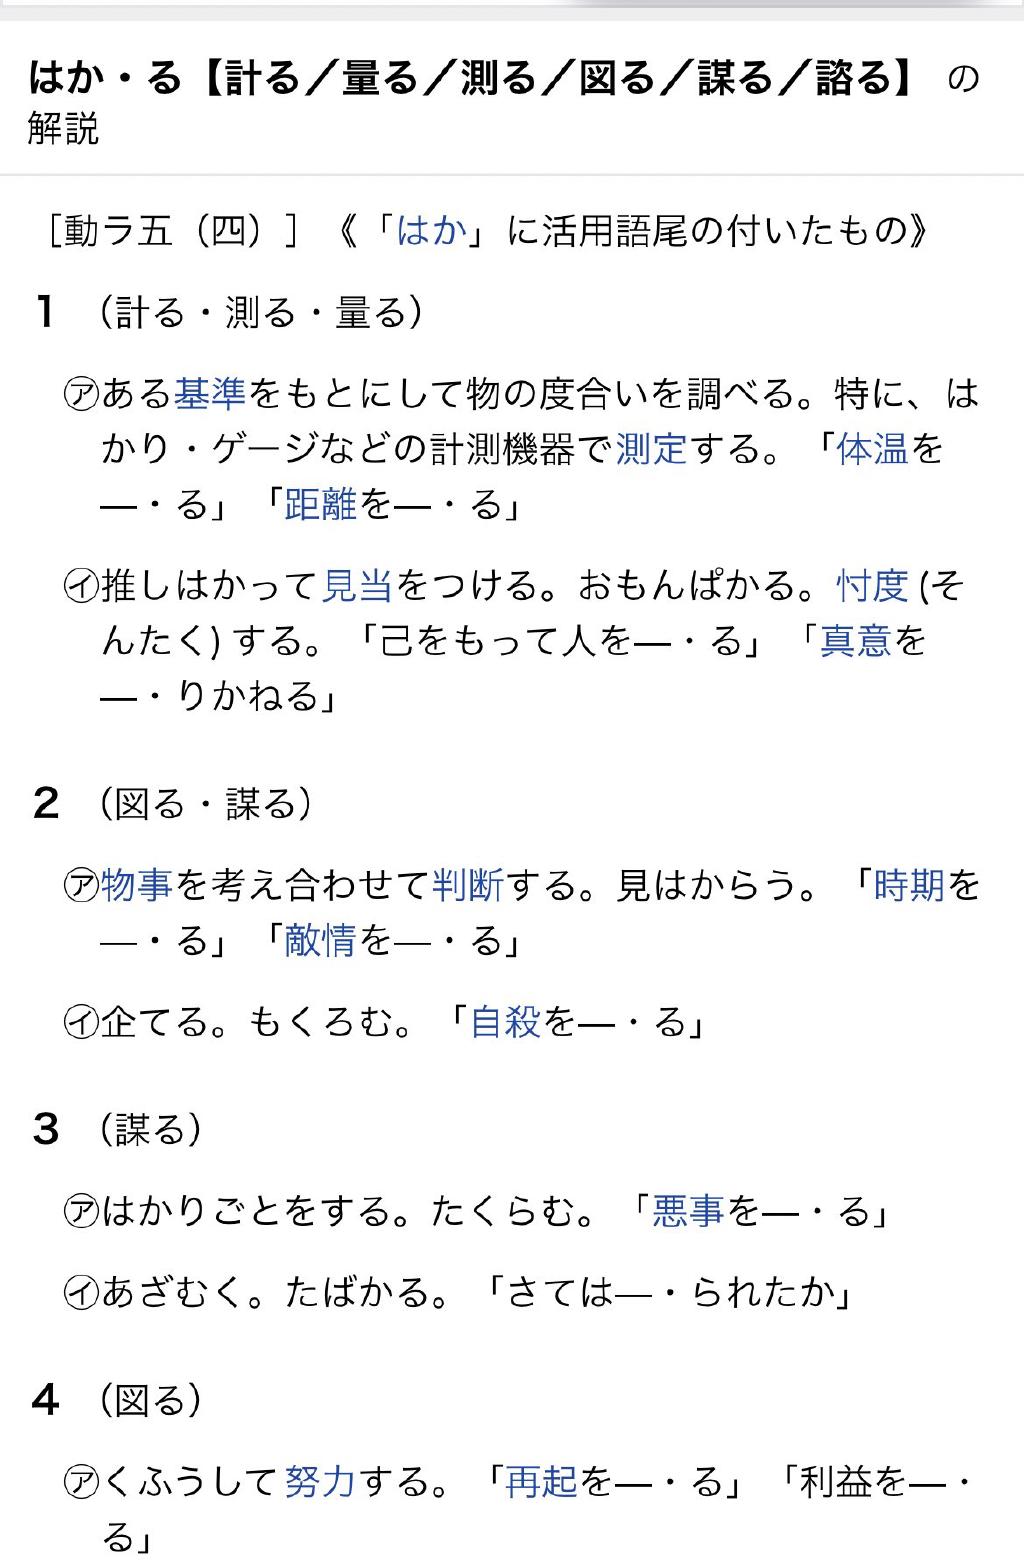 はか・る【計る／量る／測る／図る／謀る／諮る】 の
解説
［動ラ五（四）］《「はか」に活用語尾の付いたもの》
1 （計る・測る・量る）
㋐ある基準をもとにして物の度合いを調べる。特に、は
かり・ゲージなどの計測機器で測定する。「体温を
―・る」「距離を―・る」
㋑推しはかって見当をつける。おもんぱかる。忖度 (そ
んたく) する。「己をもって人を―・る」「真意を
―・りかねる」
2 （図る・謀る）
㋐物事を考え合わせて判断する。見はからう。「時期を
―・る」「敵情を―・る」
㋑企てる。もくろむ。「自殺を―・る」
3 （謀る）
㋐はかりごとをする。たくらむ。「悪事を―・る」
㋑あざむく。たばかる。「さては―・られたか」
4 （図る）
㋐くふうして努力する。「再起を―・る」「利益を―・
る」